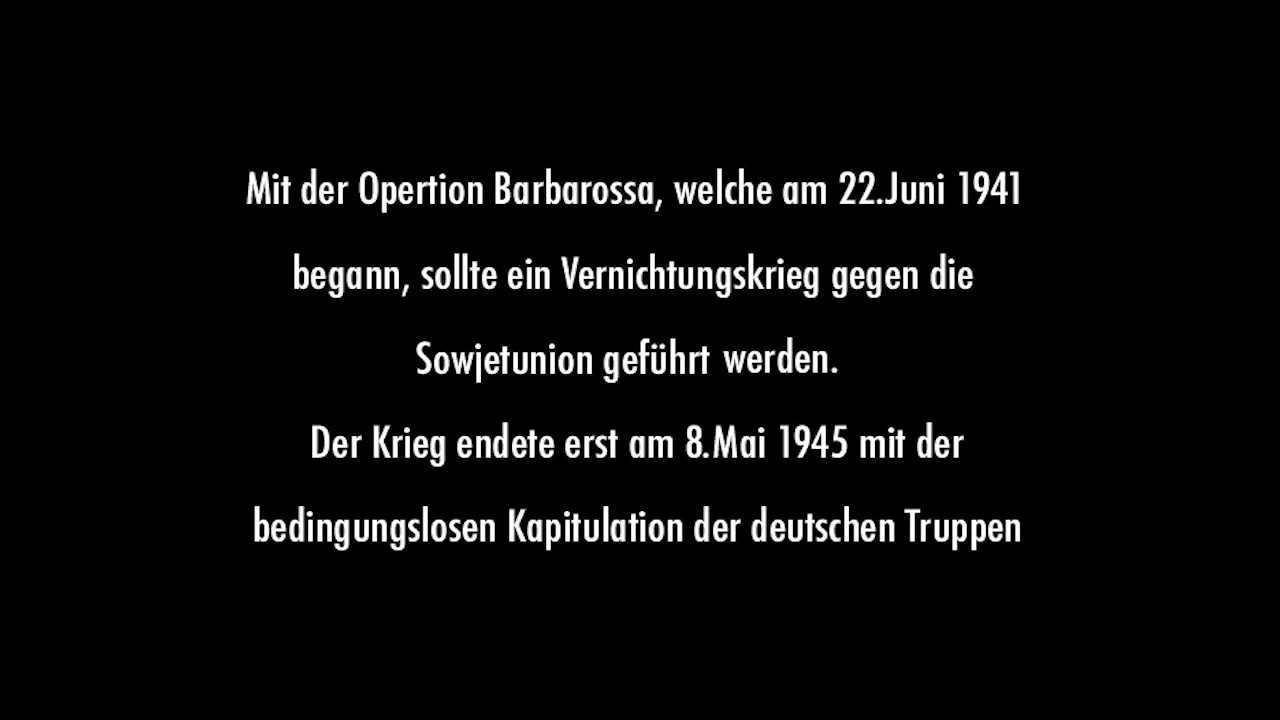 Mit der Opertion Barbarossa, welche am 22.Juni 1941
begann, sollte ein Vernichtungskrieg gegen die
Sowjetunion geführt werden.
Der Krieg endete erst am 8.Mai 1945 mit der
bedingungslosen Kapitulation der deutschen Truppen